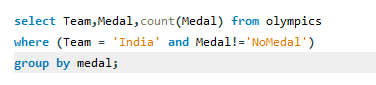 select Team,Medal,count(Medal) from olympics
where (Team = 'India' and Medal!='NoMedal')
group by medal;